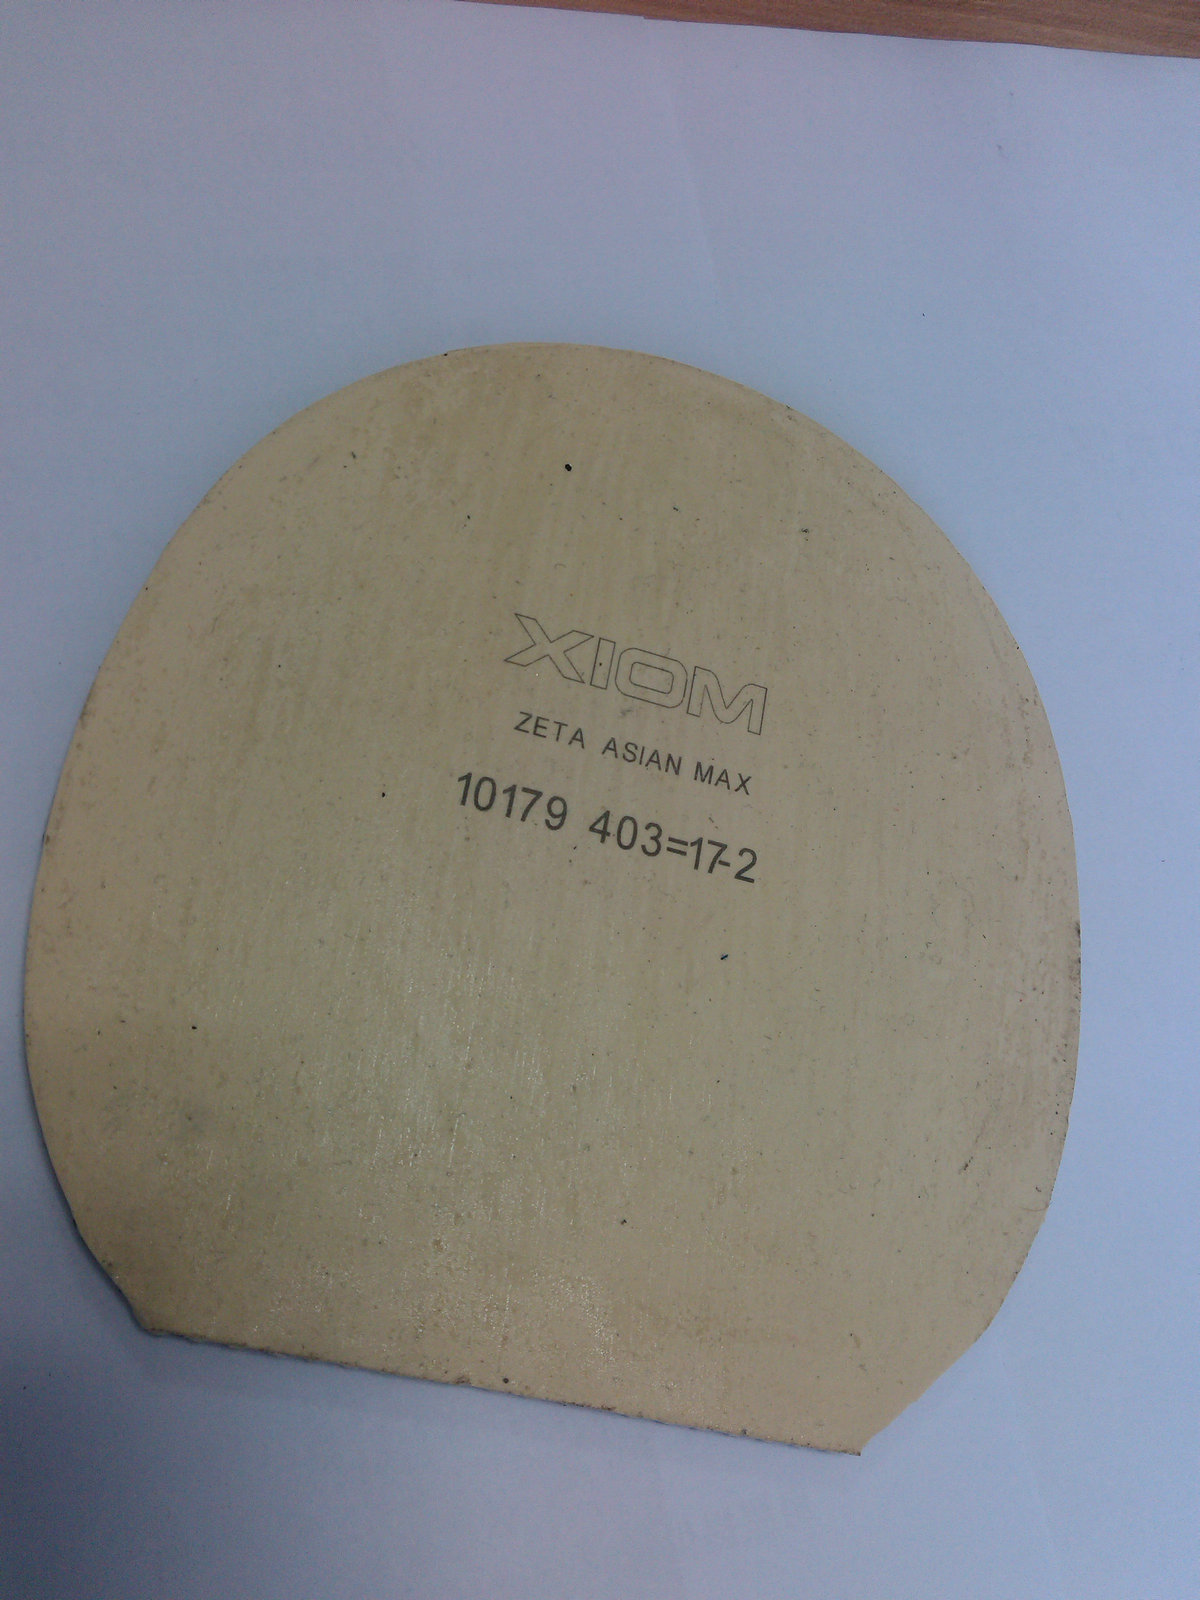 XIOM
ZETA ASIAN MAX
10179 403=17-2